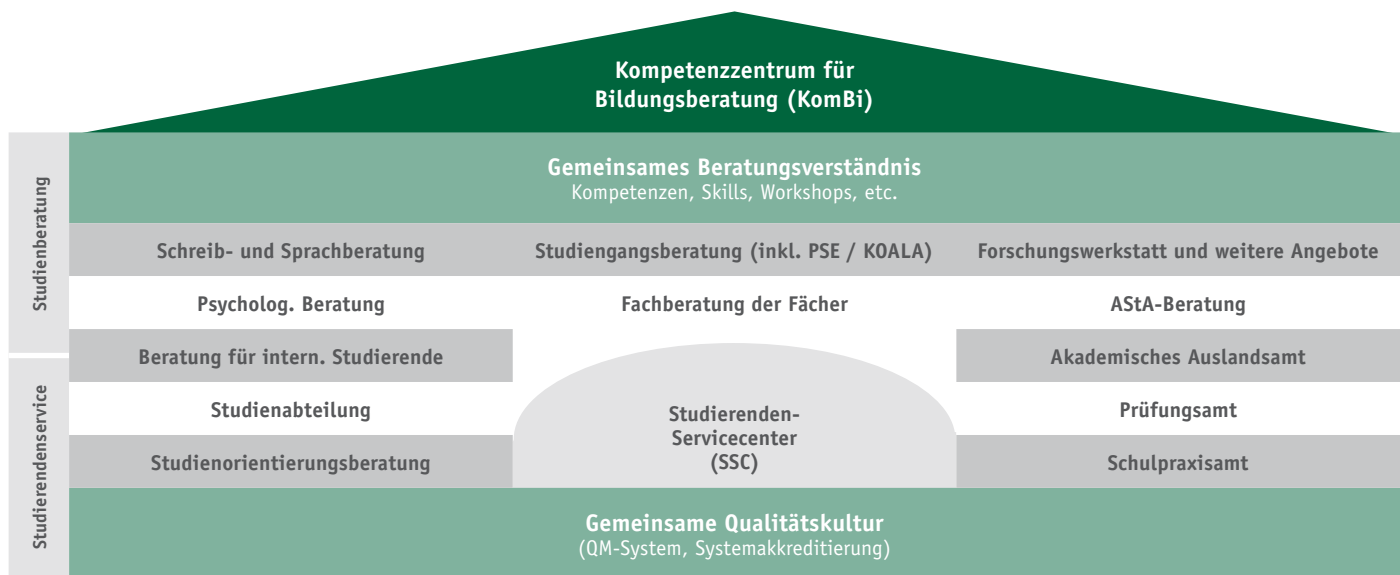 Kompetenzzentrum für
Bildungsberatung (KomBi)
Studienberatung
Gemeinsames Beratungsverständnis
Kompetenzen, Skills, Workshops, etc.
Schreib- und Sprachberatung
Studiengangsberatung (inkl. PSE / KOALA)
Forschungswerkstatt und weitere Angebote
Psycholog. Beratung
Fachberatung der Fächer
AStA-Beratung
Beratung für intern. Studierende
Akademisches Auslandsamt
Studierendenservice
Studienabteilung
Studierenden-
Servicecenter
(SSC)
Prüfungsamt
Studienorientierungsberatung
Schulpraxisamt
Gemeinsame Qualitätskultur
(QM-System, Systemakkreditierung)